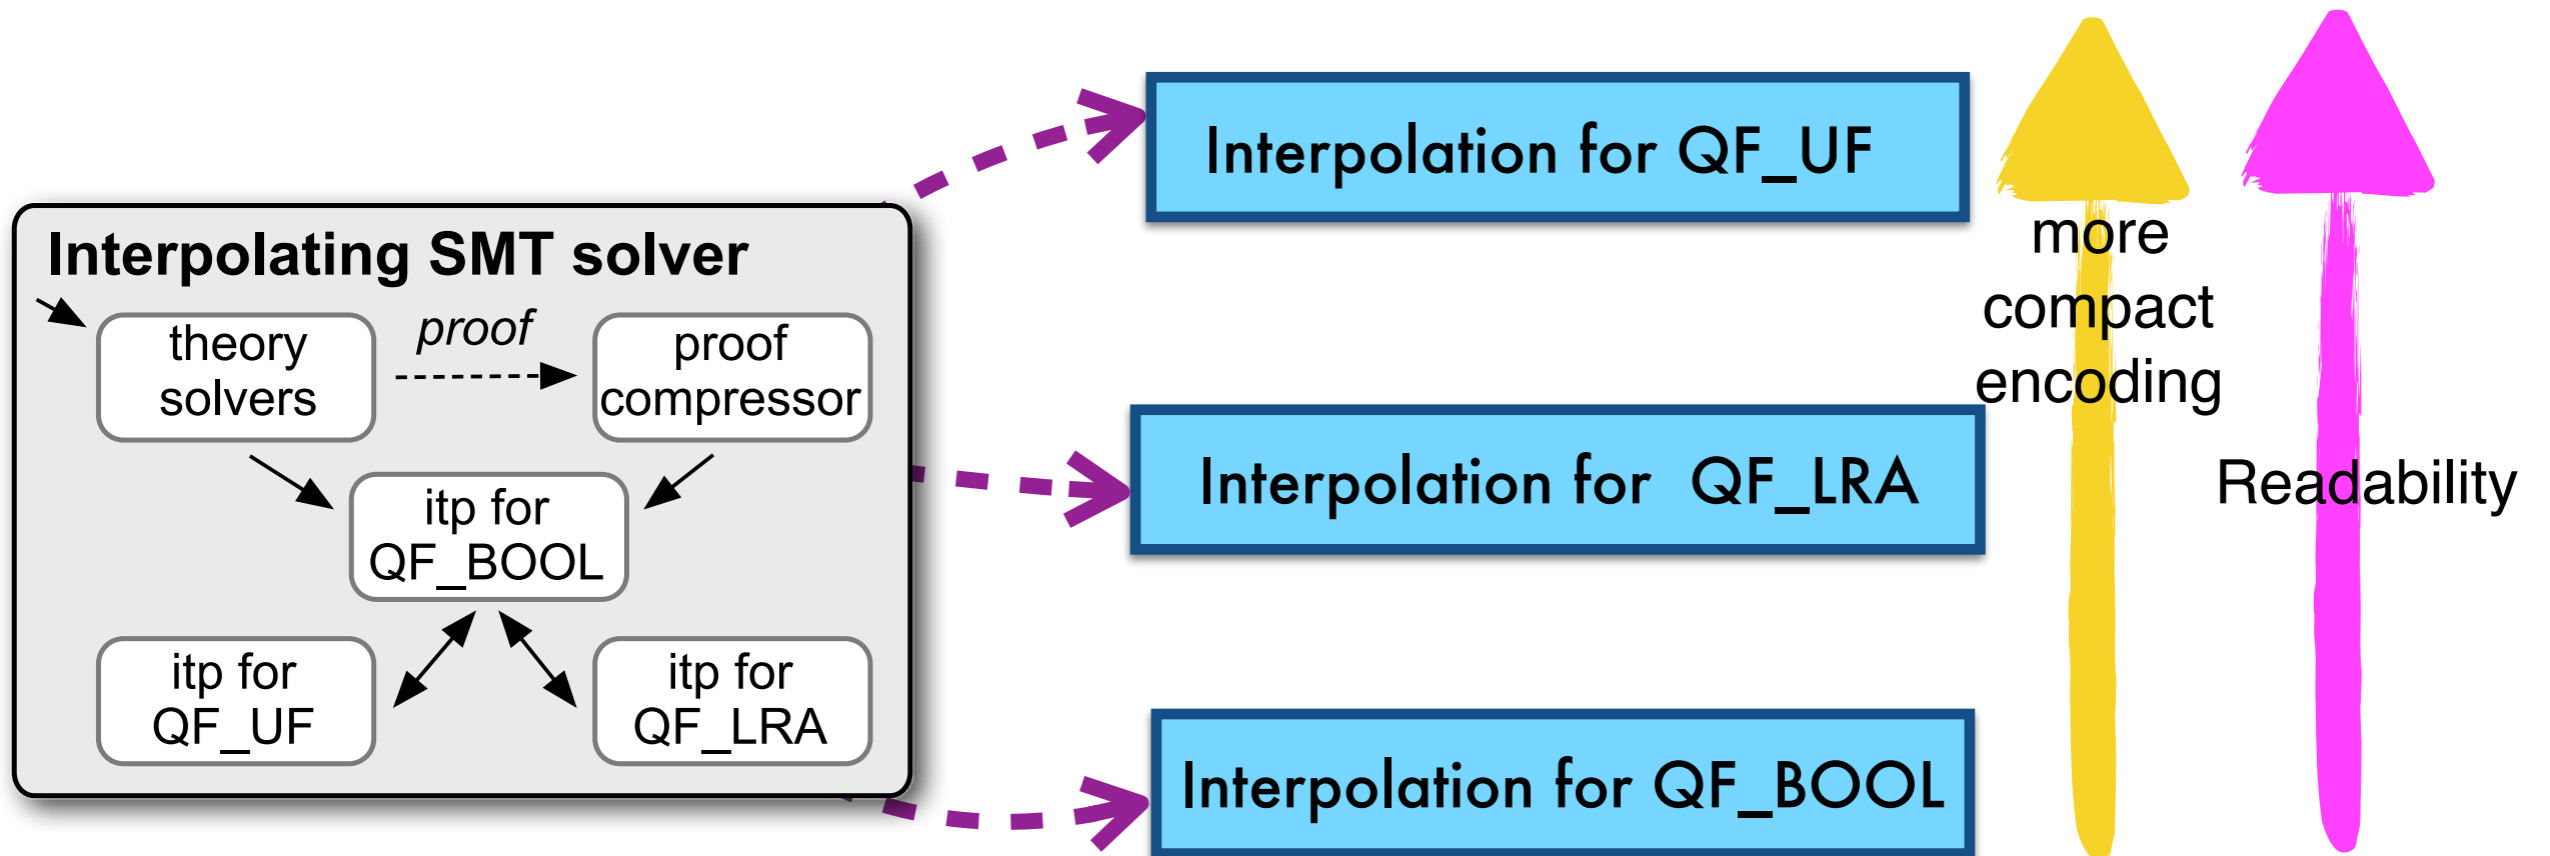 Interpolating SMT solver
theory
solvers
proof
proof
compressor
itp for
QF_BOOL
itp for
QF_UF
itp for
QF_LRA
Interpolation for QF_UF
Interpolation for QF_LRA
Interpolation for QF_BOOL
more
compact
encoding
Readability